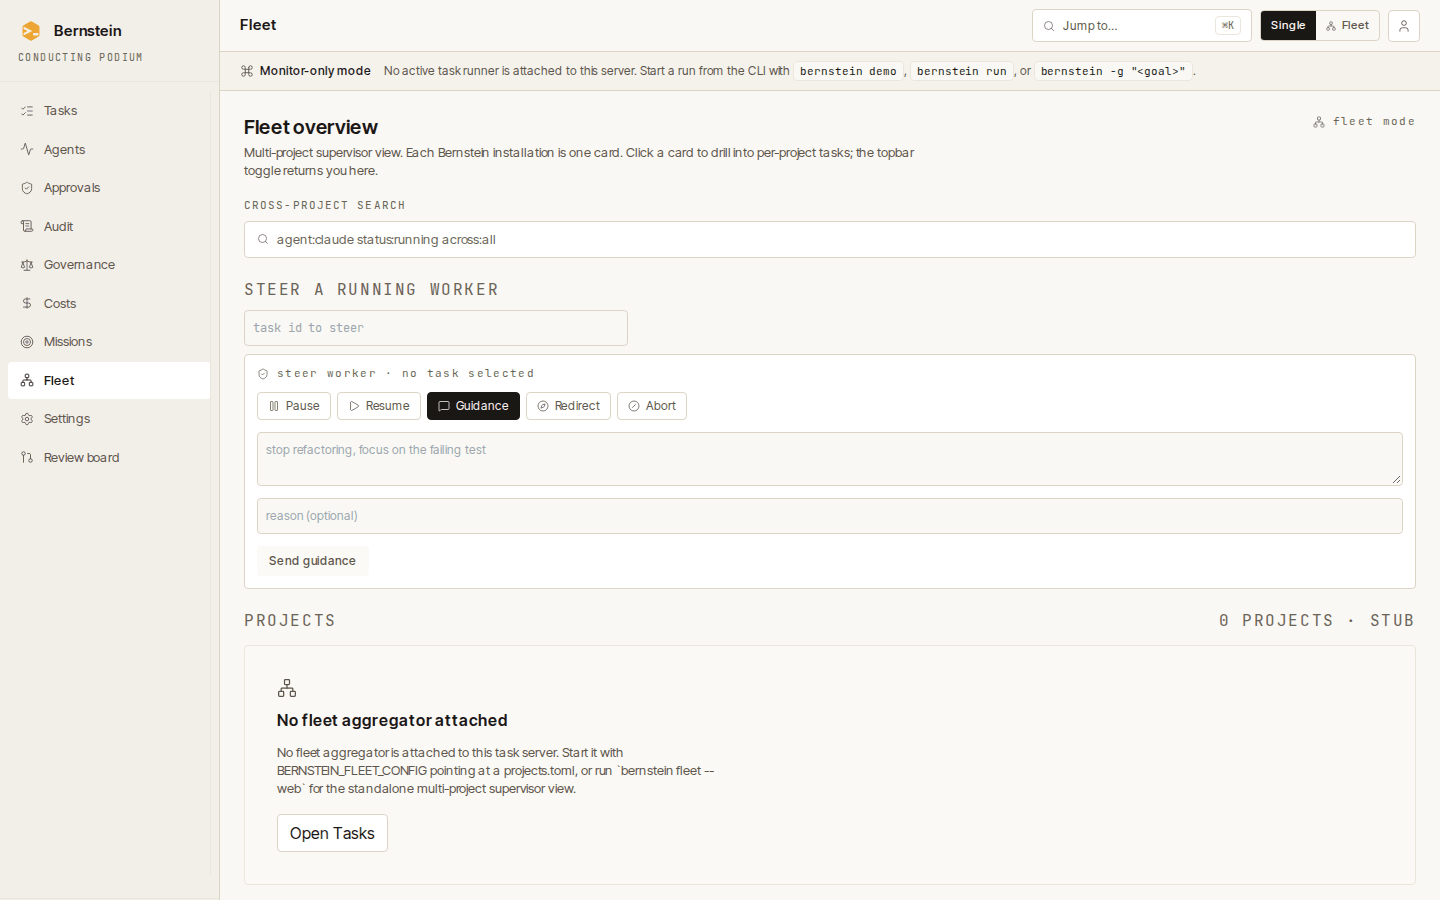 Bernstein
CONDUCTING PODIUM
Tasks
Agents
Approvals
Audit
Governance
Costs
Missions
Fleet
Settings
Review board
Fleet
Jump to...
⌘K
Single
Fleet
Monitor-only mode
No active task runner is attached to this server. Start a run from the CLI with bernstein demo, bernstein run, or bernstein -g "<goal>".
Fleet overview
fleet mode
Multi-project supervisor view. Each Bernstein installation is one card. Click a card to drill into per-project tasks; the topbar
toggle returns you here.
CROSS-PROJECT SEARCH
agent:claude status:running across:all
STEER A RUNNING WORKER
task id to steer
steer worker · no task selected
Pause
Resume
Guidance
Redirect
Abort
stop refactoring, focus on the failing test
reason (optional)
Send guidance
PROJECTS
0 PROJECTS · STUB
No fleet aggregator attached
No fleet aggregator is attached to this task server. Start it with
BERNSTEIN_FLEET_CONFIG pointing at a projects.toml, or run `bernstein fleet --
web` for the standalone multi-project supervisor view.
Open Tasks